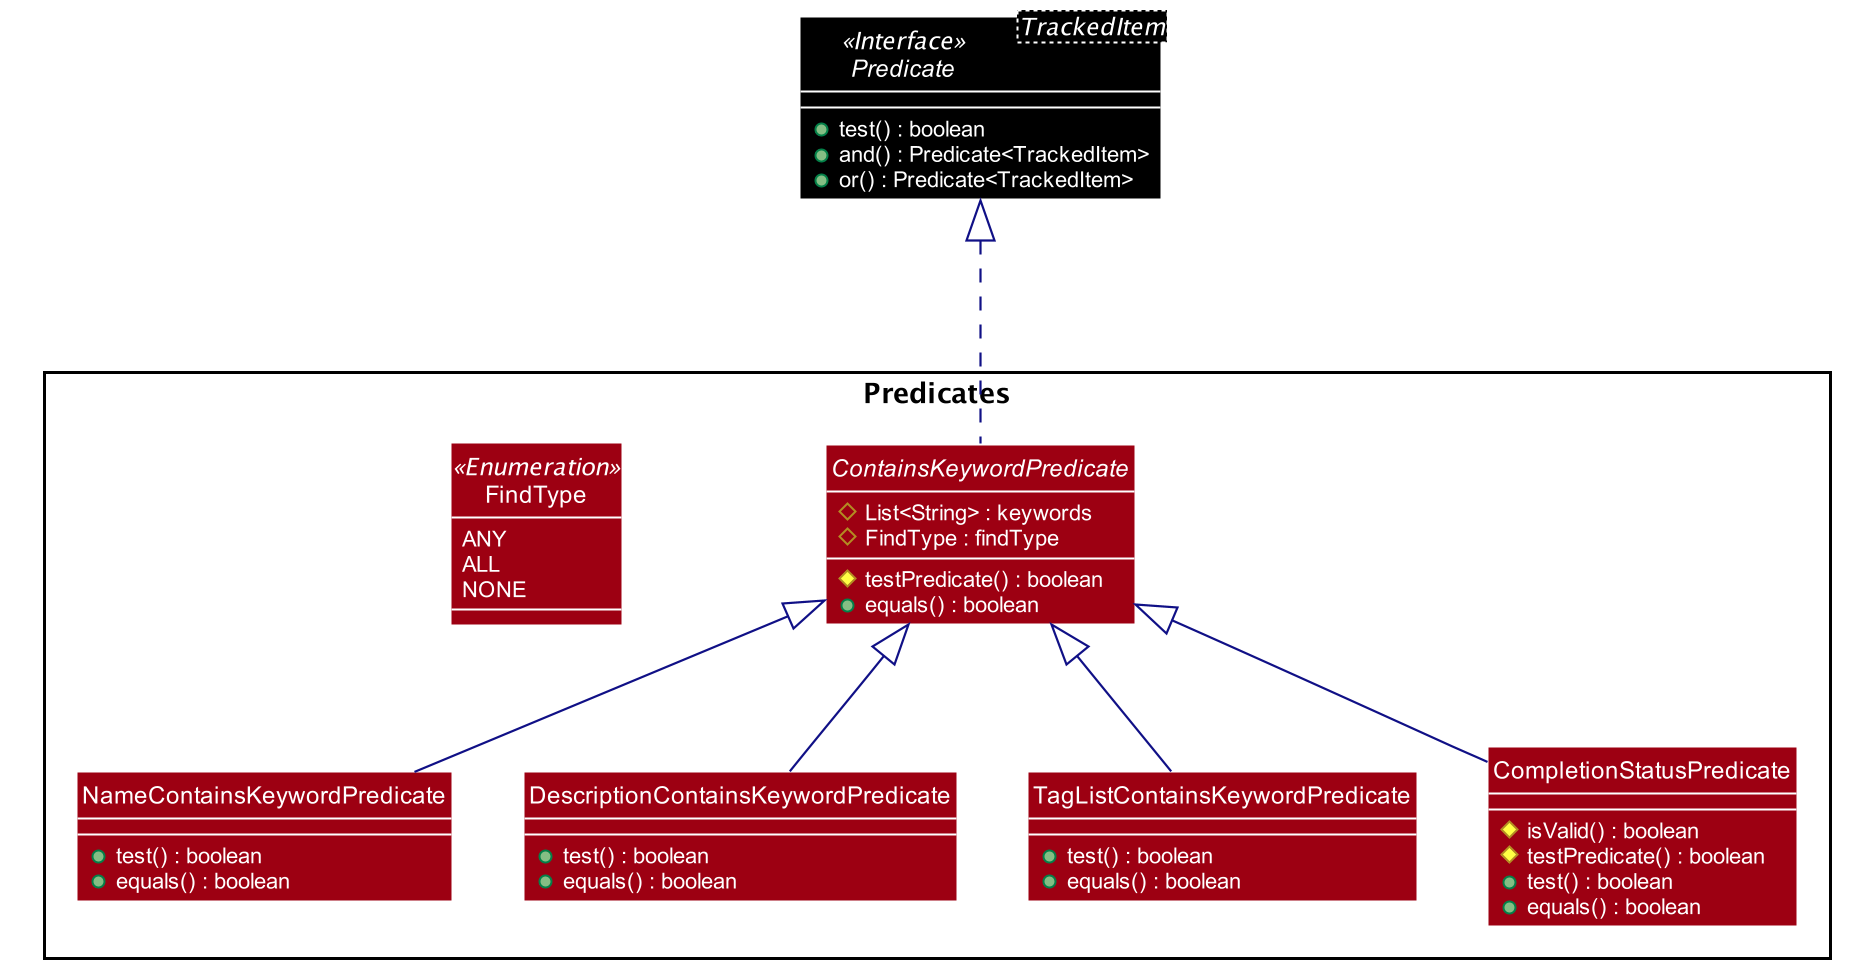 TrackedItem
«Interface»
Predicate
test() : boolean
and() : Predicate<TrackedItem>
or() : Predicate<TrackedItem>
Predicates
«Enumeration»
FindType
ANY
ALL
NONE
ContainsKeywordPredicate
List<String> : keywords
FindType : findType
testPredicate() : boolean
equals() : boolean
NameContainsKeywordPredicate
test() : boolean
equals() : boolean
DescriptionContainsKeywordPredicate
test() : boolean
equals() : boolean
TagListContainsKeywordPredicate
test() : boolean
equals() : boolean
CompletionStatusPredicate
isValid() : boolean
testPredicate() : boolean
test() : boolean
equals() : boolean